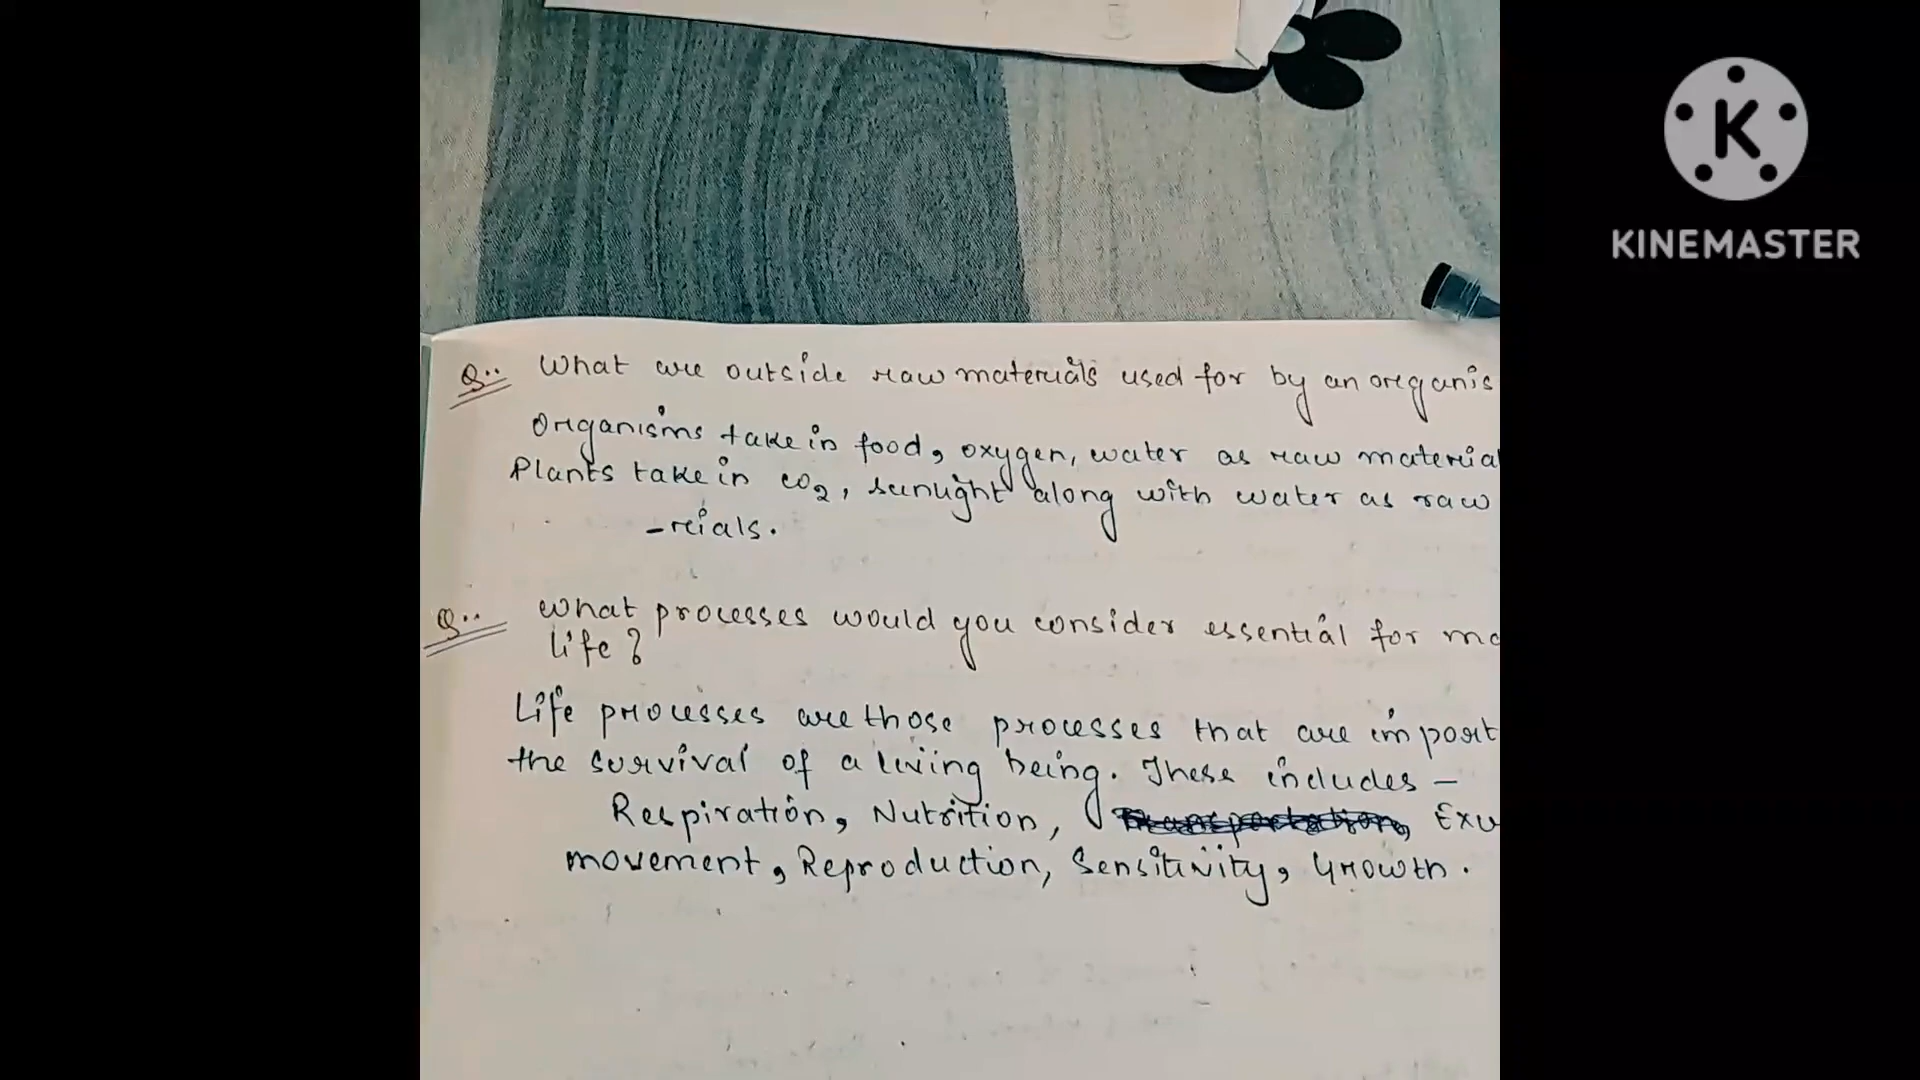 KINEMASTER
Q.. What are outside raw materials used for by an organis
Organisms take in food, oxygen, water as raw materia
Plants take in CO2, sunlight along with water as raw
-rials.
Q.. What processes would you consider essential for
life?
Life processes are those processes that are import
the survival of a living being. These includes -
Respiration, Nutrition, Transportation,
movement, Reproduction, Sensitivity, Growth.